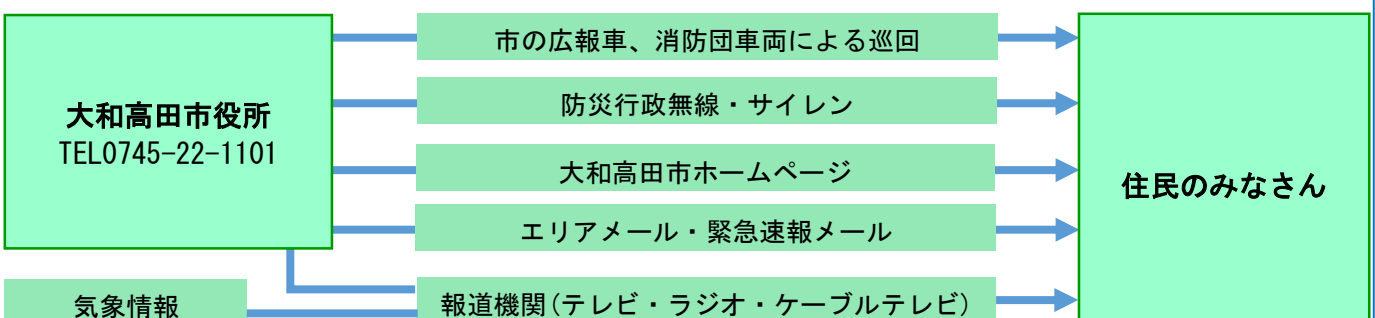 市の広報車、消防団車両による巡回
防災行政無線・サイレン
大和高田市役所
TEL0745-22-1101
大和高田市ホームページ
住民のみなさん
エリアメール・緊急速報メール
気象情報
報道機関(テレビ・ラジオ・ケーブルテレビ)